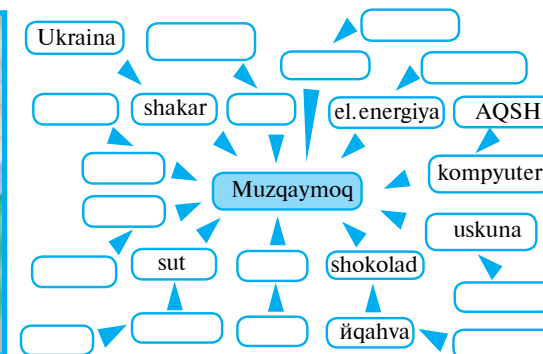 Ukraina
shakar
el.energiya
AQSH
kompyuter
Muzqaymoq
uskuna
sut
shokolad
йqahva